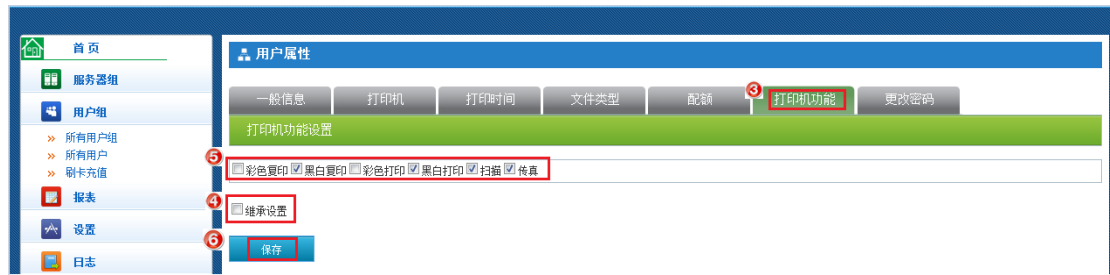 首页
服务器组
用户组
» 所有用户组
» 所有用户
» 刷卡充值
报表
设置
日志
用户属性
一般信息 打印机 打印时间 文件类型 配额 3 打印机功能 更改密码
打印机功能设置
5 彩色复印 黑白复印 彩色打印 黑白打印 扫描 传真
4 继承设置
6 保存